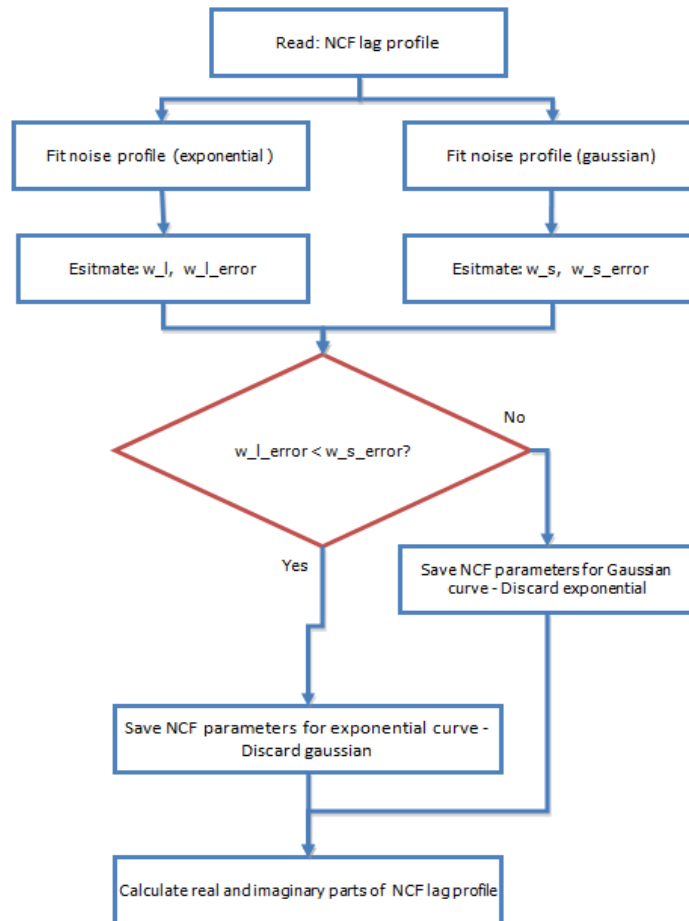 Read: NCF lag profile
Fit noise profile (exponential )
Fit noise profile (gaussian)
Esitmate: w_l, w_l_error
Esitmate: w_s, w_s_error
No
w_l_error < w_s_error?
Yes
Save NCF parameters for Gaussian
curve - Discard exponential
Save NCF parameters for exponential curve -
Discard gaussian
Calculate real and imaginary parts of NCF lag profile